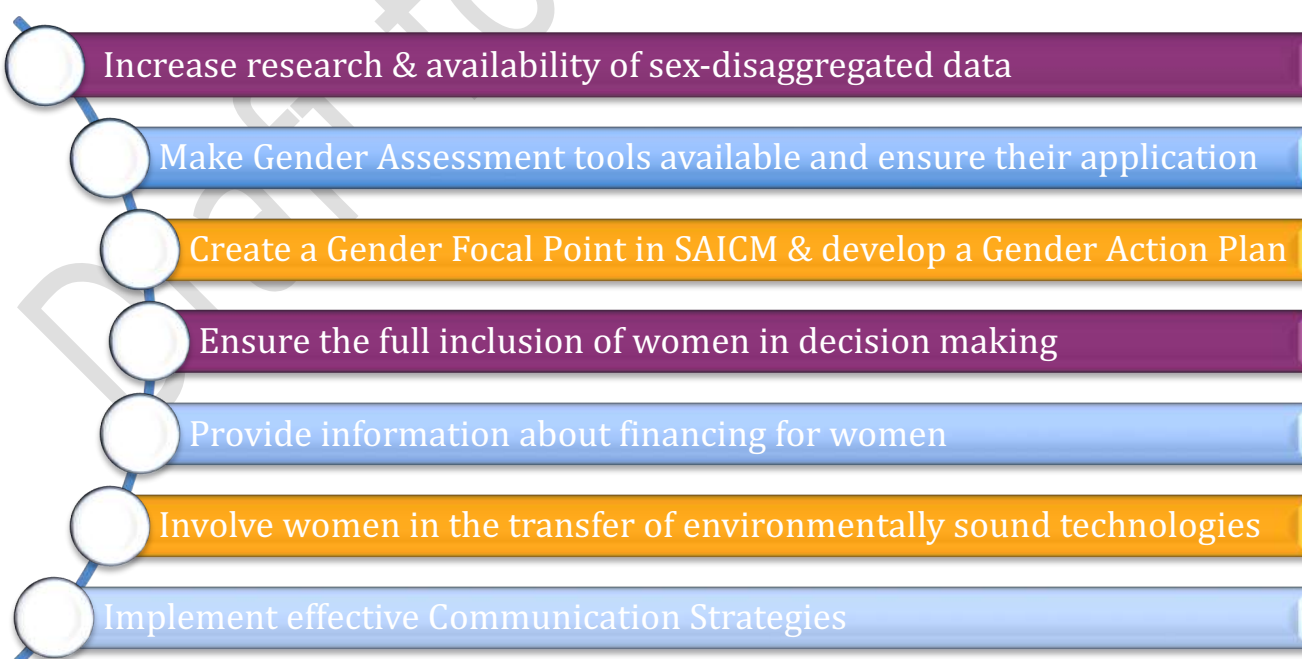 Increase research & availability of sex-disaggregated data
Make Gender Assessment tools available and ensure their application
Create a Gender Focal Point in SAICM & develop a Gender Action Plan
Ensure the full inclusion of women in decision making
Provide information about financing for women
Involve women in the transfer of environmentally sound technologies
Implement effective Communication Strategies